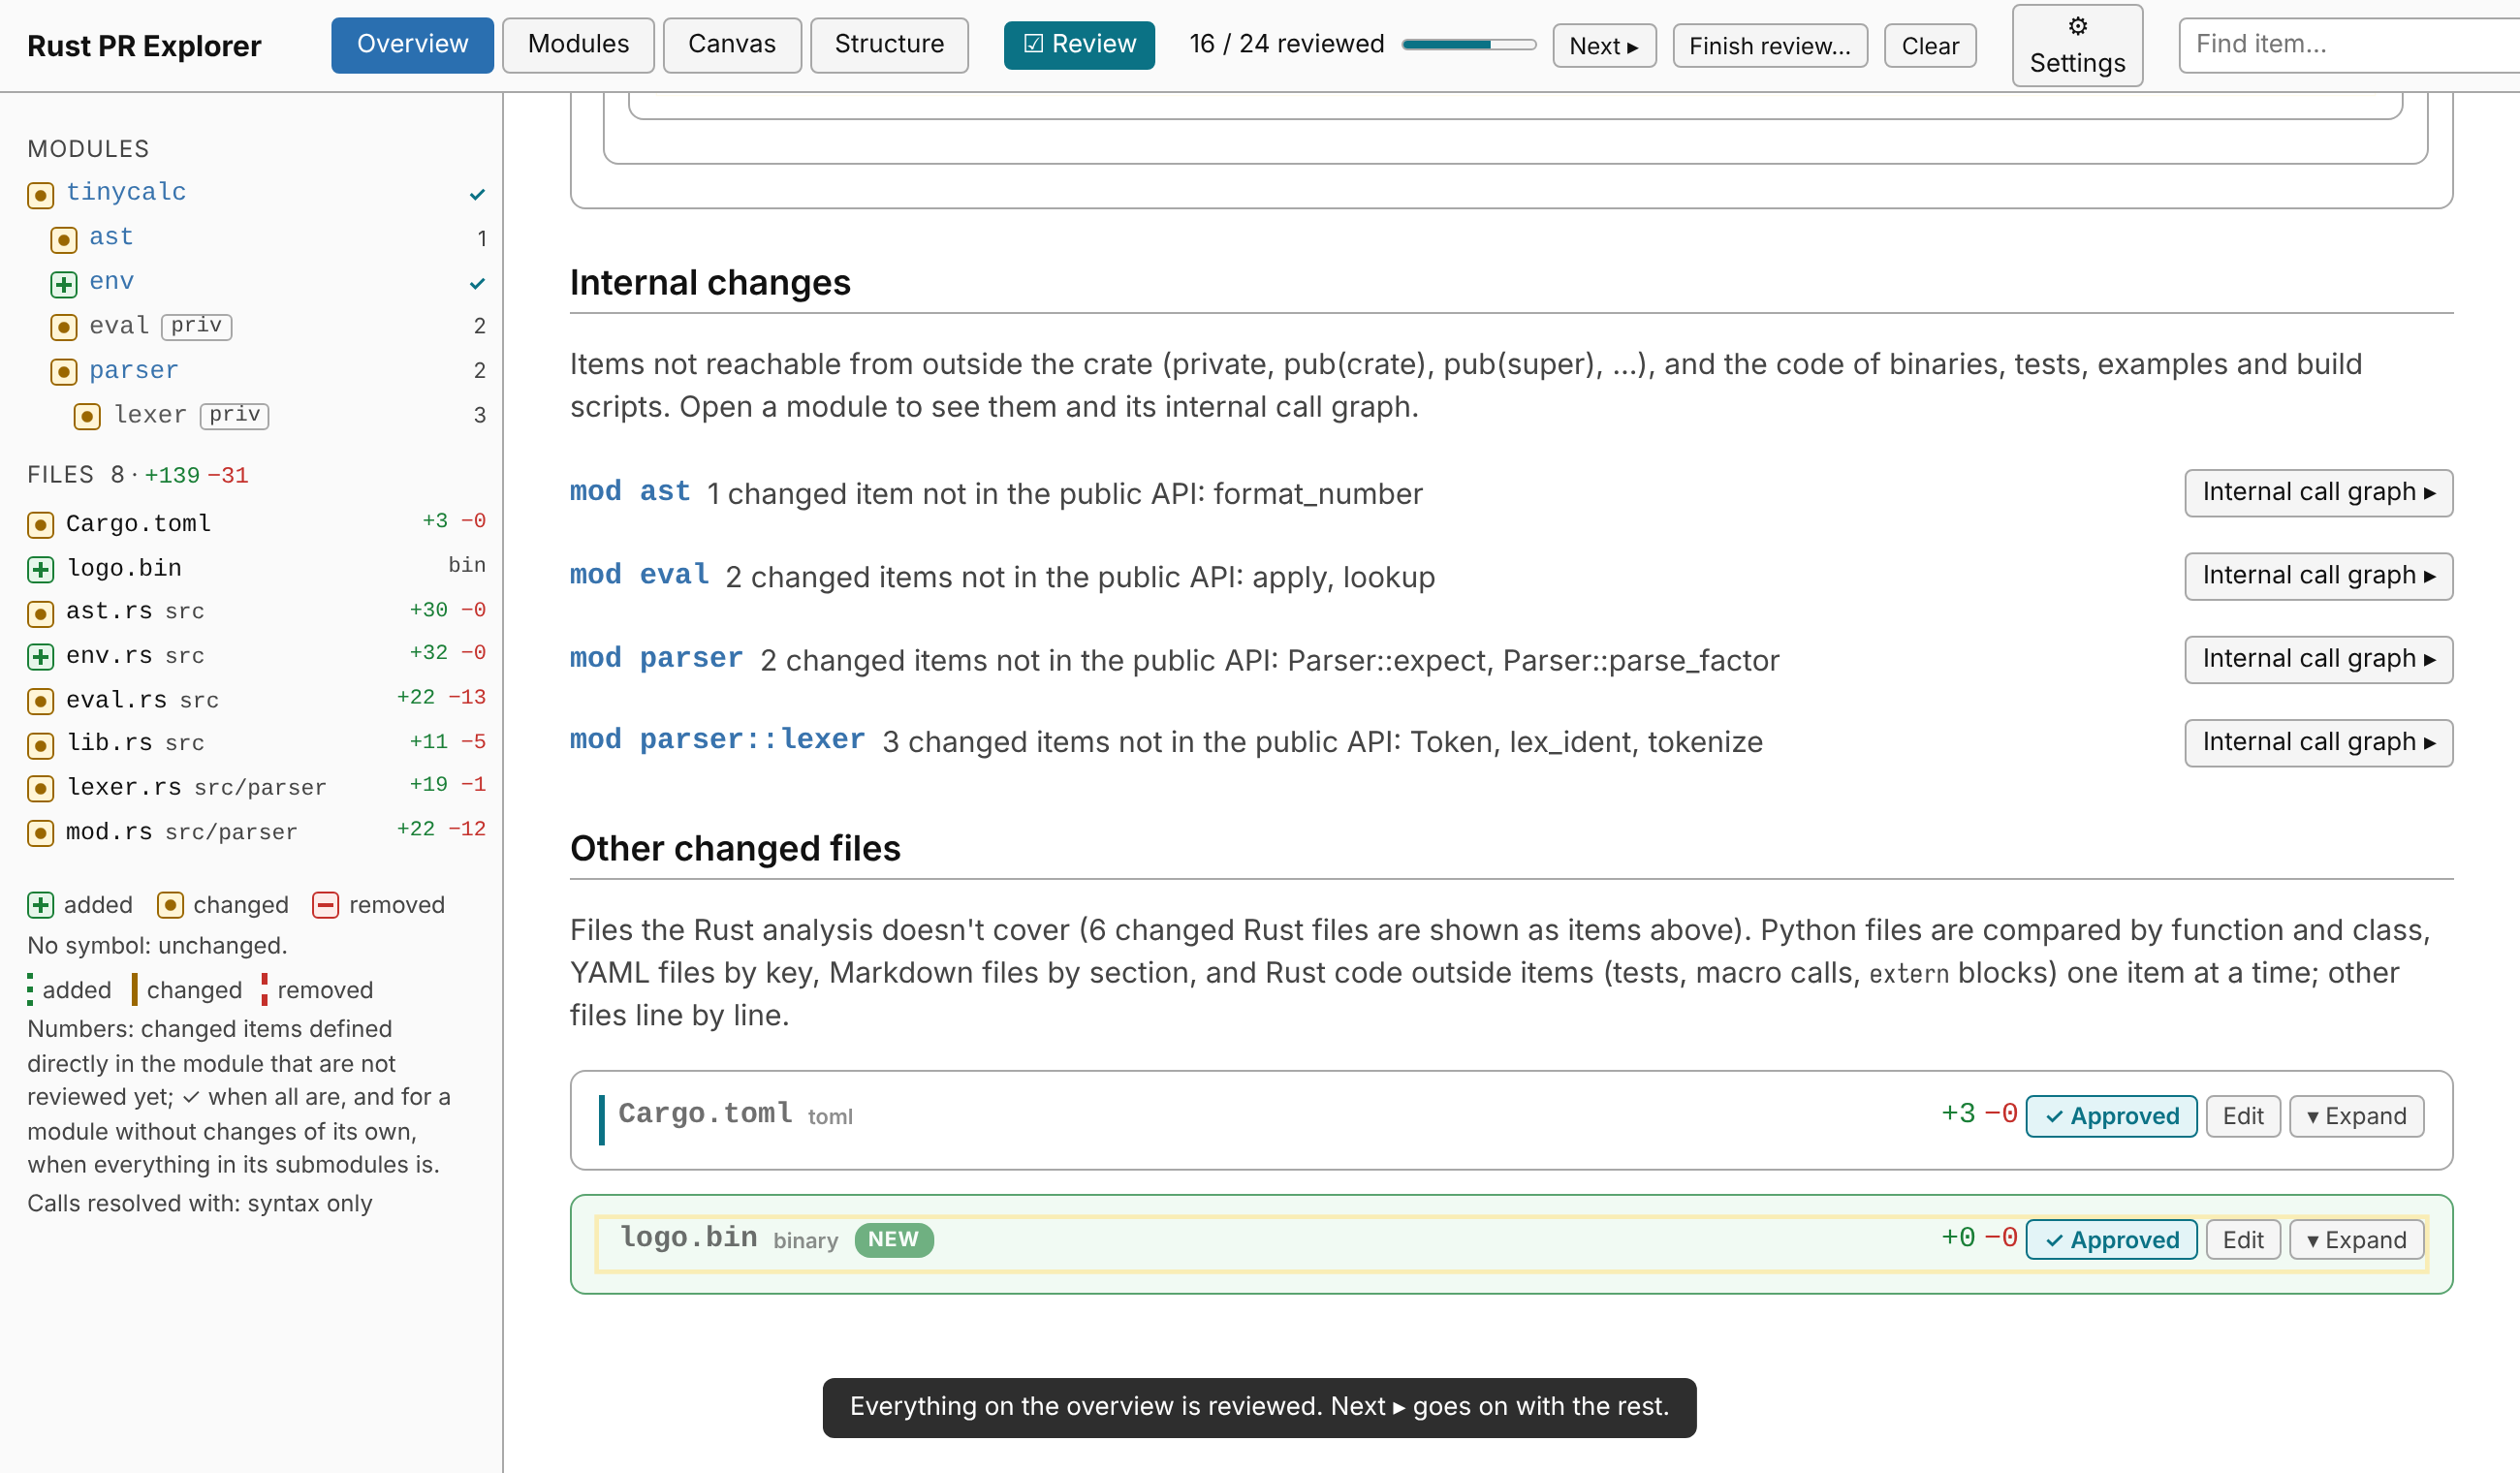 Rust PR Explorer
Overview
Modules
Canvas
Structure
☑ Review
16 / 24 reviewed
Next ▸
Finish review...
Clear
⚙ Settings
Find item...
MODULES
tinycalc ✓
ast 1
env ✓
eval priv 2
parser 2
lexer priv 3
FILES 8 · +139 −31
Cargo.toml +3 −0
logo.bin bin
ast.rs src +30 −0
env.rs src +32 −0
eval.rs src +22 −13
lib.rs src +11 −5
lexer.rs src/parser +19 −1
mod.rs src/parser +22 −12
added changed removed
No symbol: unchanged.
added changed removed
Numbers: changed items defined
directly in the module that are not
reviewed yet; ✓ when all are, and for a
module without changes of its own,
when everything in its submodules is.
Calls resolved with: syntax only
Internal changes
Items not reachable from outside the crate (private, pub(crate), pub(super), ...), and the code of binaries, tests, examples and build
scripts. Open a module to see them and its internal call graph.
mod ast 1 changed item not in the public API: format_number Internal call graph ▸
mod eval 2 changed items not in the public API: apply, lookup Internal call graph ▸
mod parser 2 changed items not in the public API: Parser::expect, Parser::parse_factor Internal call graph ▸
mod parser::lexer 3 changed items not in the public API: Token, lex_ident, tokenize Internal call graph ▸
Other changed files
Files the Rust analysis doesn't cover (6 changed Rust files are shown as items above). Python files are compared by function and class,
YAML files by key, Markdown files by section, and Rust code outside items (tests, macro calls, extern blocks) one item at a time; other
files line by line.
Cargo.toml toml +3 −0 ✓ Approved Edit ▾ Expand
logo.bin binary NEW +0 −0 ✓ Approved Edit ▾ Expand
Everything on the overview is reviewed. Next ▸ goes on with the rest.